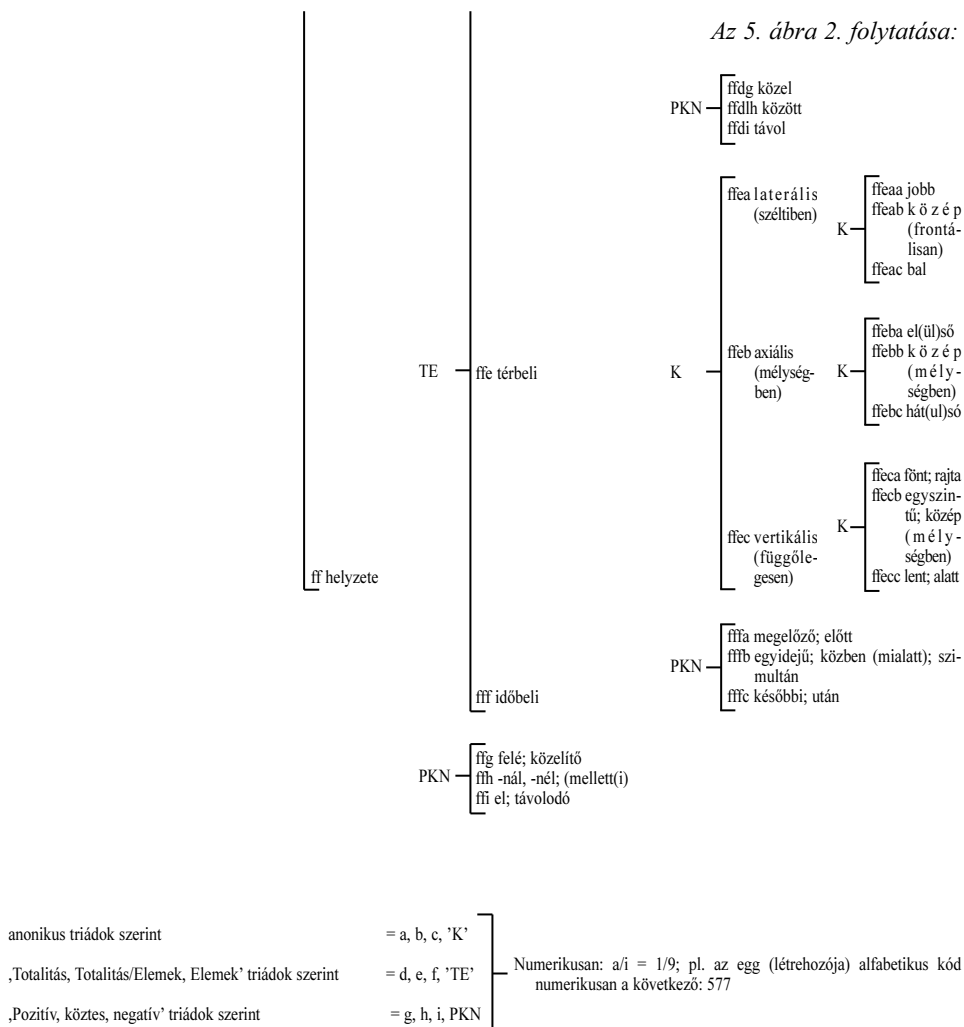 Az 5. ábra 2. folytatása:
PKN
ffdg közel
ffdlh között
ffdi távol
ffea laterális
(széltiben)
K
ffeaa jobb
ffeab közép
(frontá-
lisan)
ffeac bal
TE
ffe térbeli
K
ffeb axiális
(mélység-
ben)
K
ffeba el(ül)ső
ffebb közép
(mély-
ségben)
ffebc hát(ul)só
ffec vertikális
(függőle-
gesen)
K
ffeca fönt; rajta
ffecb egyszin-
tű; közép
(mély-
ségben)
ffecc lent; alatt
ff helyzete
fff időbeli
PKN
fffa megelőző; előtt
fffb egyidejű; közben (mialatt); szi-
multán
fffc későbbi; után
PKN
ffg felé; közelítő
ffh -nál, -nél; (mellett(i)
ffi el; távolodó
anonikus triádok szerint = a, b, c, ’K’
‚Totalitás, Totalitás/Elemek, Elemek’ triádok szerint = d, e, f, ’TE’
‚Pozitív, köztes, negatív’ triádok szerint = g, h, i, PKN
Numerikusan: a/i = 1/9; pl. az egg (létrehozója) alfabetikus kód
numerikusan a következő: 577